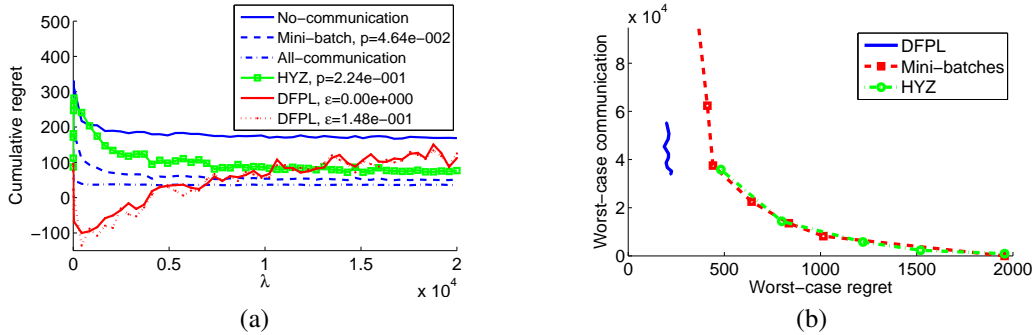 500
400
300
200
100
0
−100
Cumulative regret
No−communication
Mini−batch, p=4.64e−002
All−communication
HYZ, p=2.24e−001
DFPL, ε=0.00e+000
DFPL, ε=1.48e−001
0 0.5 1 1.5 2
λ
x 10^4
(a)
x 10^4
8
6
4
2
0
Worst−case communication
DFPL
Mini−batches
HYZ
0 500 1000 1500 2000
Worst−case regret
(b)